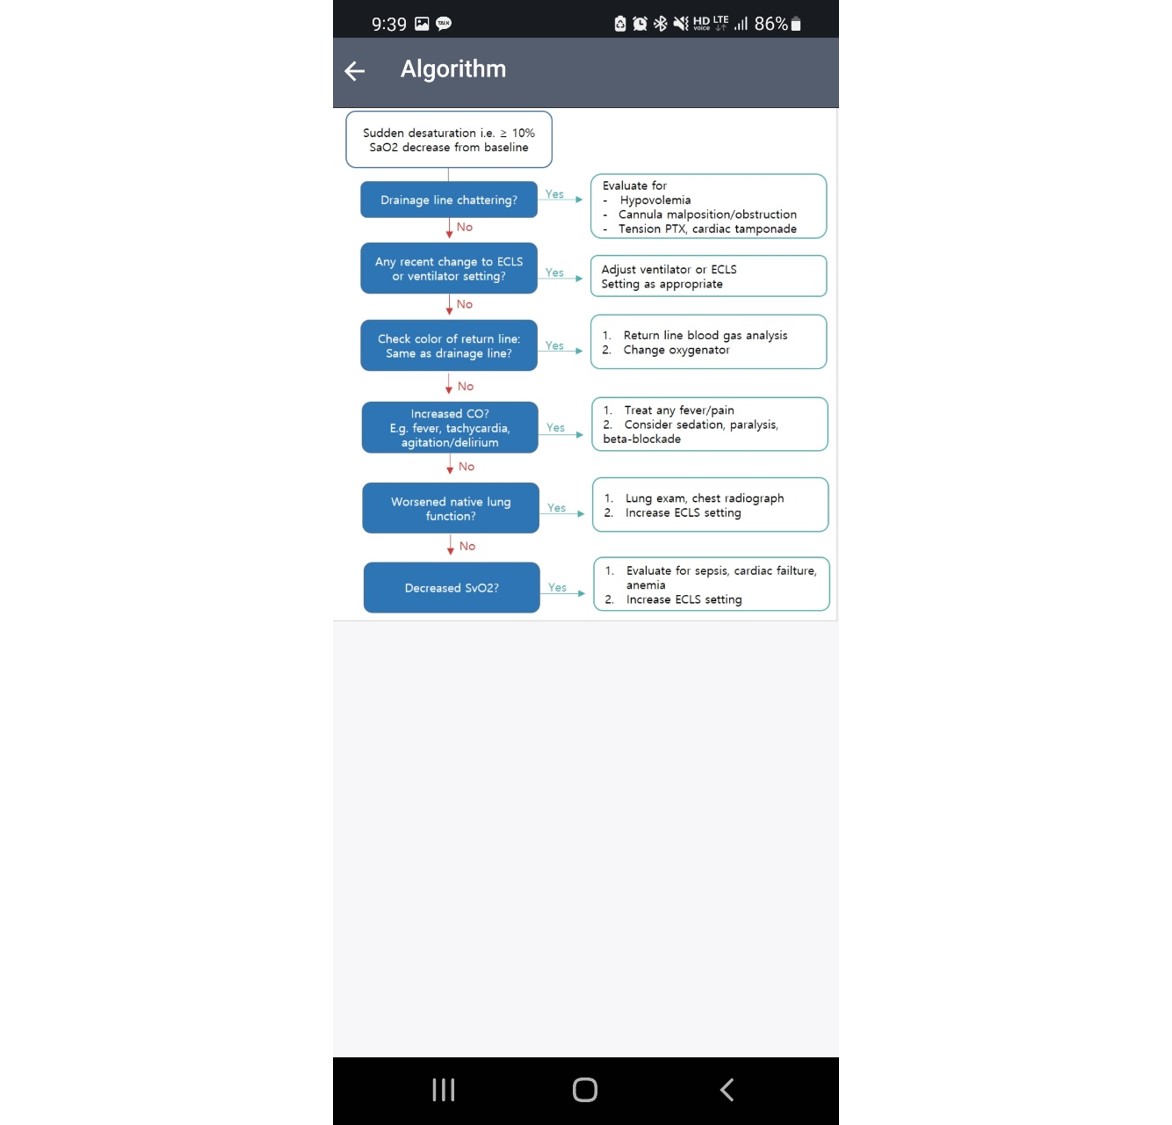 9:39 TALK HD voice LTE 86%
Algorithm
Sudden desaturation i.e. ≥ 10%
SaO2 decrease from baseline
Drainage line chattering?
Yes
Evaluate for
- Hypovolemia
- Cannula malposition/obstruction
- Tension PTX, cardiac tamponade
No
Any recent change to ECLS
or ventilator setting?
Yes
Adjust ventilator or ECLS
Setting as appropriate
No
Check color of return line:
Same as drainage line?
Yes
1. Return line blood gas analysis
2. Change oxygenator
No
Increased CO?
E.g. fever, tachycardia,
agitation/delirium
Yes
1. Treat any fever/pain
2. Consider sedation, paralysis,
beta-blockade
No
Worsened native lung
function?
Yes
1. Lung exam, chest radiograph
2. Increase ECLS setting
No
Decreased SvO2?
Yes
1. Evaluate for sepsis, cardiac failture,
anemia
2. Increase ECLS setting